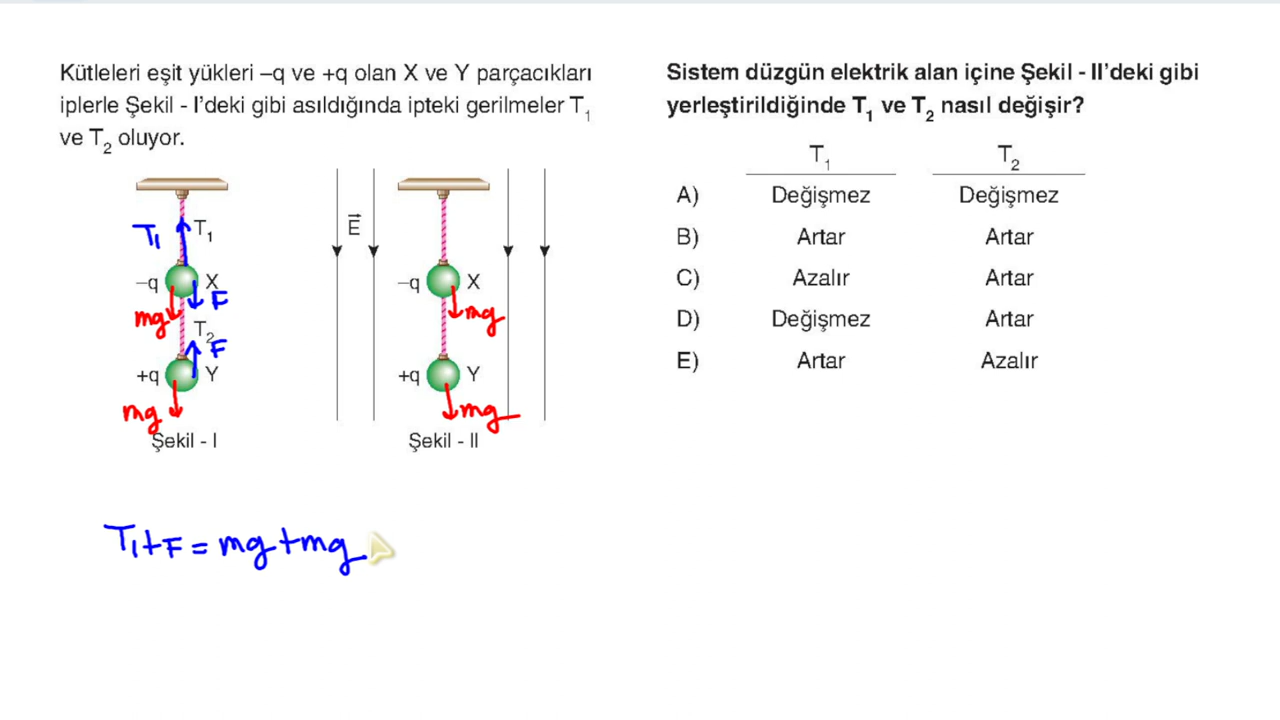 Kütleleri eşit yükleri –q ve +q olan X ve Y parçacıkları
iplerle Şekil - I'deki gibi asıldığında ipteki gerilmeler T1
ve T2 oluyor.
T1 T1
–q X F
mg
T2
F
+q Y
mg
Şekil - I
E
–q X
mg
+q Y
mg
Şekil - II
T1+F = mg+mg
Sistem düzgün elektrik alan içine Şekil - II'deki gibi
yerleştirildiğinde T1 ve T2 nasıl değişir?
T1 T2
A) Değişmez Değişmez
B) Artar Artar
C) Azalır Artar
D) Değişmez Artar
E) Artar Azalır